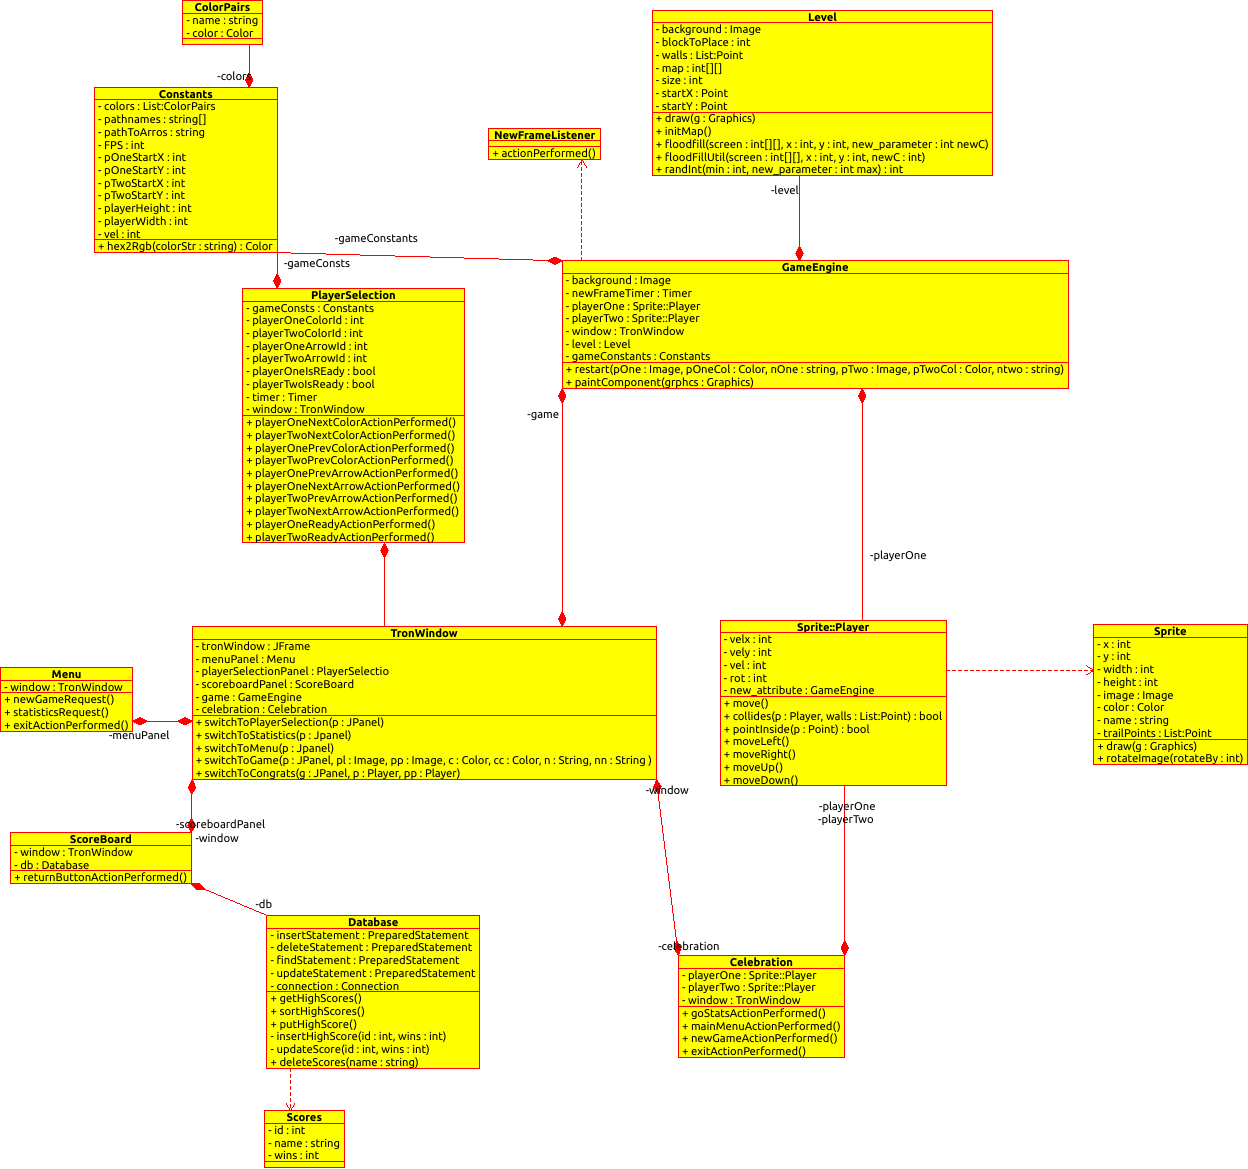 ColorPairs
- name : string
- color : Color
-colors
Constants
- colors : List:ColorPairs
- pathnames : string[]
- pathToArros : string
- FPS : int
- pOneStartX : int
- pOneStartY : int
- pTwoStartX : int
- pTwoStartY : int
- playerHeight : int
- playerWidth : int
- vel : int
+ hex2Rgb(colorStr : string) : Color
NewFrameListener
+ actionPerformed()
Level
- background : Image
- blockToPlace : int
- walls : List:Point
- map : int[][]
- size : int
- startX : Point
- startY : Point
+ draw(g : Graphics)
+ initMap()
+ floodfill(screen : int[][], x : int, y : int, new_parameter : int newC)
+ floodFillUtil(screen : int[][], x : int, y : int, newC : int)
+ randInt(min : int, new_parameter : int max) : int
-level
-gameConstants
-gameConsts
GameEngine
- background : Image
- newFrameTimer : Timer
- playerOne : Sprite::Player
- playerTwo : Sprite::Player
- window : TronWindow
- level : Level
- gameConstants : Constants
+ restart(pOne : Image, pOneCol : Color, nOne : string, pTwo : Image, pTwoCol : Color, ntwo : string)
+ paintComponent(grphcs : Graphics)
PlayerSelection
- gameConsts : Constants
- playerOneColorId : int
- playerTwoColorId : int
- playerOneArrowId : int
- playerTwoArrowId : int
- playerOneIsREady : bool
- playerTwoIsReady : bool
- timer : Timer
- window : TronWindow
+ playerOneNextColorActionPerformed()
+ playerTwoNextColorActionPerformed()
+ playerOnePrevColorActionPerformed()
+ playerTwoPrevColorActionPerformed()
+ playerOnePrevArrowActionPerformed()
+ playerOneNextArrowActionPerformed()
+ playerTwoPrevArrowActionPerformed()
+ playerTwoNextArrowActionPerformed()
+ playerOneReadyActionPerformed()
+ playerTwoReadyActionPerformed()
-game
-playerOne
TronWindow
- tronWindow : JFrame
- menuPanel : Menu
- playerSelectionPanel : PlayerSelectio
- scoreboardPanel : ScoreBoard
- game : GameEngine
- celebration : Celebration
+ switchToPlayerSelection(p : JPanel)
+ switchToStatistics(p : Jpanel)
+ switchToMenu(p : Jpanel)
+ switchToGame(p : JPanel, pl : Image, pp : Image, c : Color, cc : Color, n : String, nn : String )
+ switchToCongrats(g : JPanel, p : Player, pp : Player)
Menu
- window : TronWindow
+ newGameRequest()
+ statisticsRequest()
+ exitActionPerformed()
-menuPanel
Sprite::Player
- velx : int
- vely : int
- vel : int
- rot : int
- new_attribute : GameEngine
+ move()
+ collides(p : Player, walls : List:Point) : bool
+ pointInside(p : Point) : bool
+ moveLeft()
+ moveRight()
+ moveUp()
+ moveDown()
Sprite
- x : int
- y : int
- width : int
- height : int
- image : Image
- color : Color
- name : string
- trailPoints : List:Point
+ draw(g : Graphics)
+ rotateImage(rotateBy : int)
-window
-playerOne
-playerTwo
-scoreboardPanel
-window
ScoreBoard
- window : TronWindow
- db : Database
+ returnButtonActionPerformed()
-db
Database
- insertStatement : PreparedStatement
- deleteStatement : PreparedStatement
- findStatement : PreparedStatement
- updateStatement : PreparedStatement
- connection : Connection
+ getHighScores()
+ sortHighScores()
+ putHighScore()
- insertHighScore(id : int, wins : int)
- updateScore(id : int, wins : int)
+ deleteScores(name : string)
-celebration
Celebration
- playerOne : Sprite::Player
- playerTwo : Sprite::Player
- window : TronWindow
+ goStatsActionPerformed()
+ mainMenuActionPerformed()
+ newGameActionPerformed()
+ exitActionPerformed()
Scores
- id : int
- name : string
- wins : int